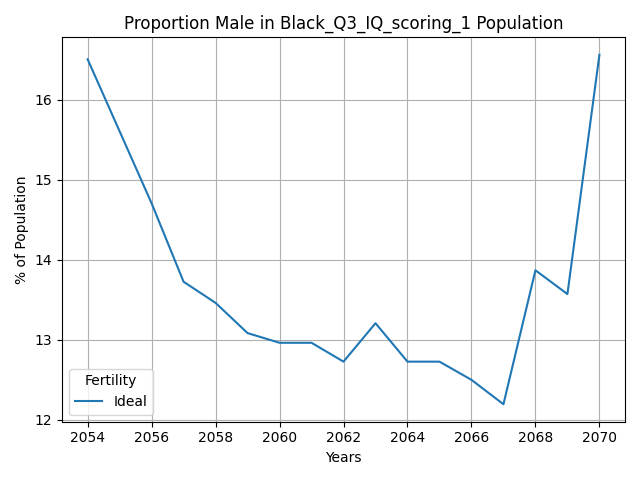 Proportion Male in Black_Q3_IQ_scoring_1 Population
% of Population
16
15
14
13
12
Fertility
Ideal
2054 2056 2058 2060 2062 2064 2066 2068 2070
Years